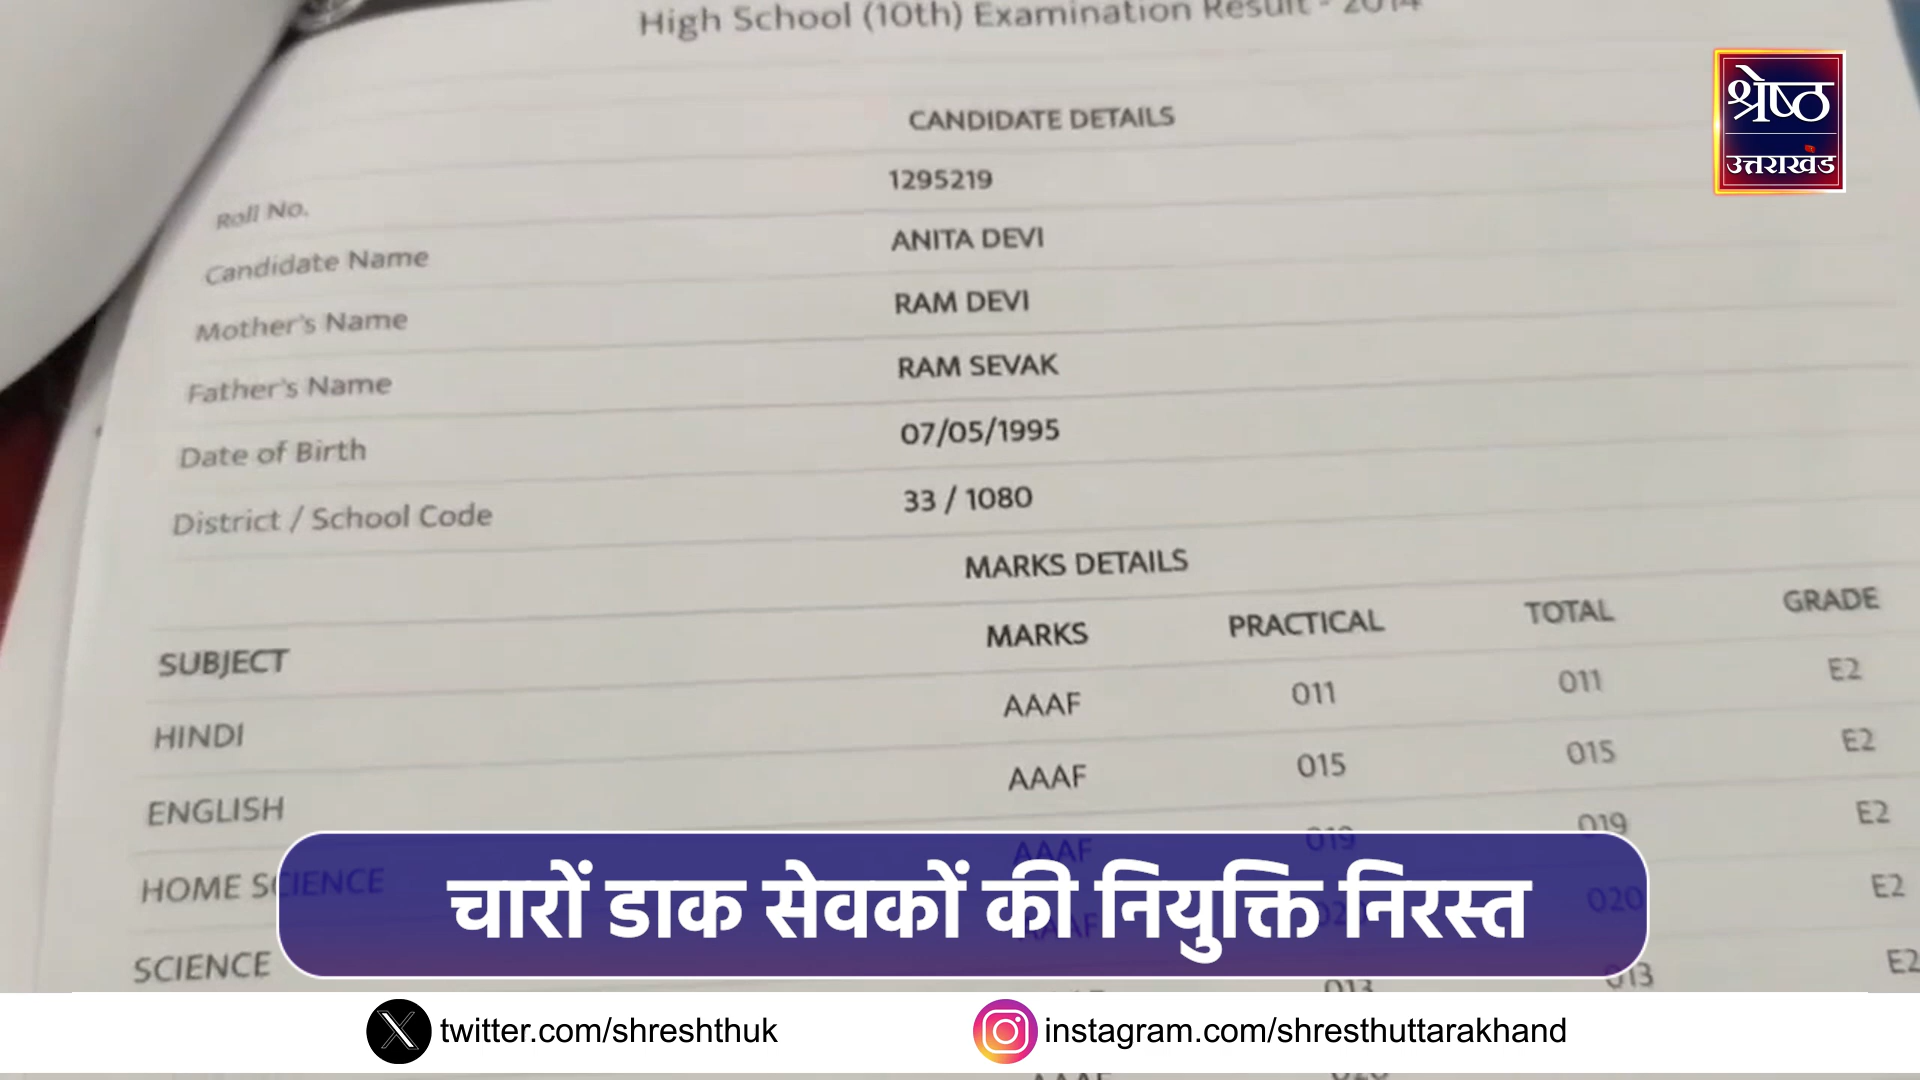 High School (10th) Examination Result - 2014
श्रेष्ठ
उत्तराखंड
CANDIDATE DETAILS
Roll No. 1295219
Candidate Name ANITA DEVI
Mother's Name RAM DEVI
Father's Name RAM SEVAK
Date of Birth 07/05/1995
District / School Code 33 / 1080
MARKS DETAILS
SUBJECT MARKS PRACTICAL TOTAL GRADE
HINDI AAAF 011 011 E2
ENGLISH AAAF 015 015 E2
HOME SCIENCE AAAF 019 019 E2
SCIENCE AAAF 020 020 E2
013 013 E2
चारों डाक सेवकों की नियुक्ति निरस्त
twitter.com/shreshthuk
instagram.com/shresthuttarakhand